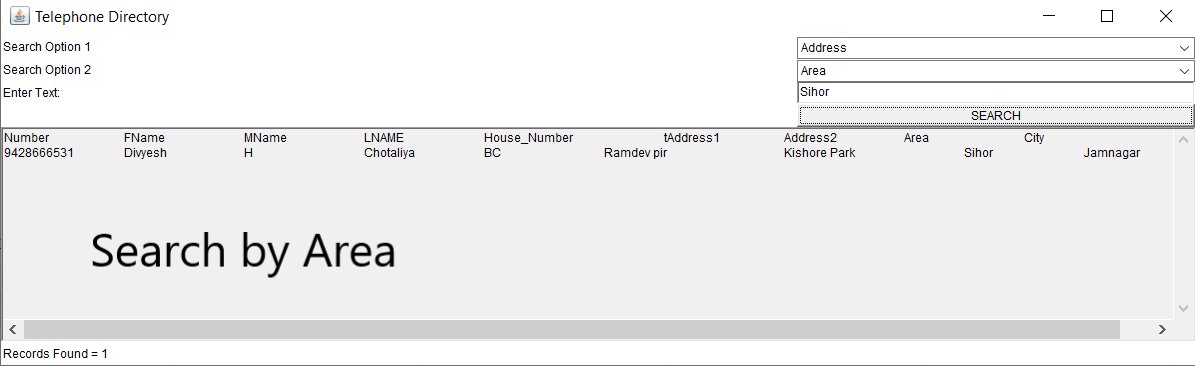 Telephone Directory
Search Option 1 Address
Search Option 2 Area
Enter Text: Sihor
SEARCH
Number FName MName LNAME House_Number tAddress1 Address2 Area City
9428666531 Divyesh H Chotaliya BC Ramdev pir Kishore Park Sihor Jamnagar
Search by Area
Records Found = 1